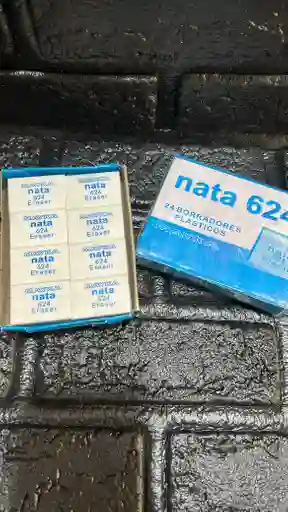 MAPED
nata
624
Eraser
nata
624
Eraser
nata
624
Eraser
nata
624
Eraser
nata
624
Eraser
nata
624
Eraser
nata
624
Eraser
nata
624
Eraser
nata 624
24 BORRADORES
PLASTICOS